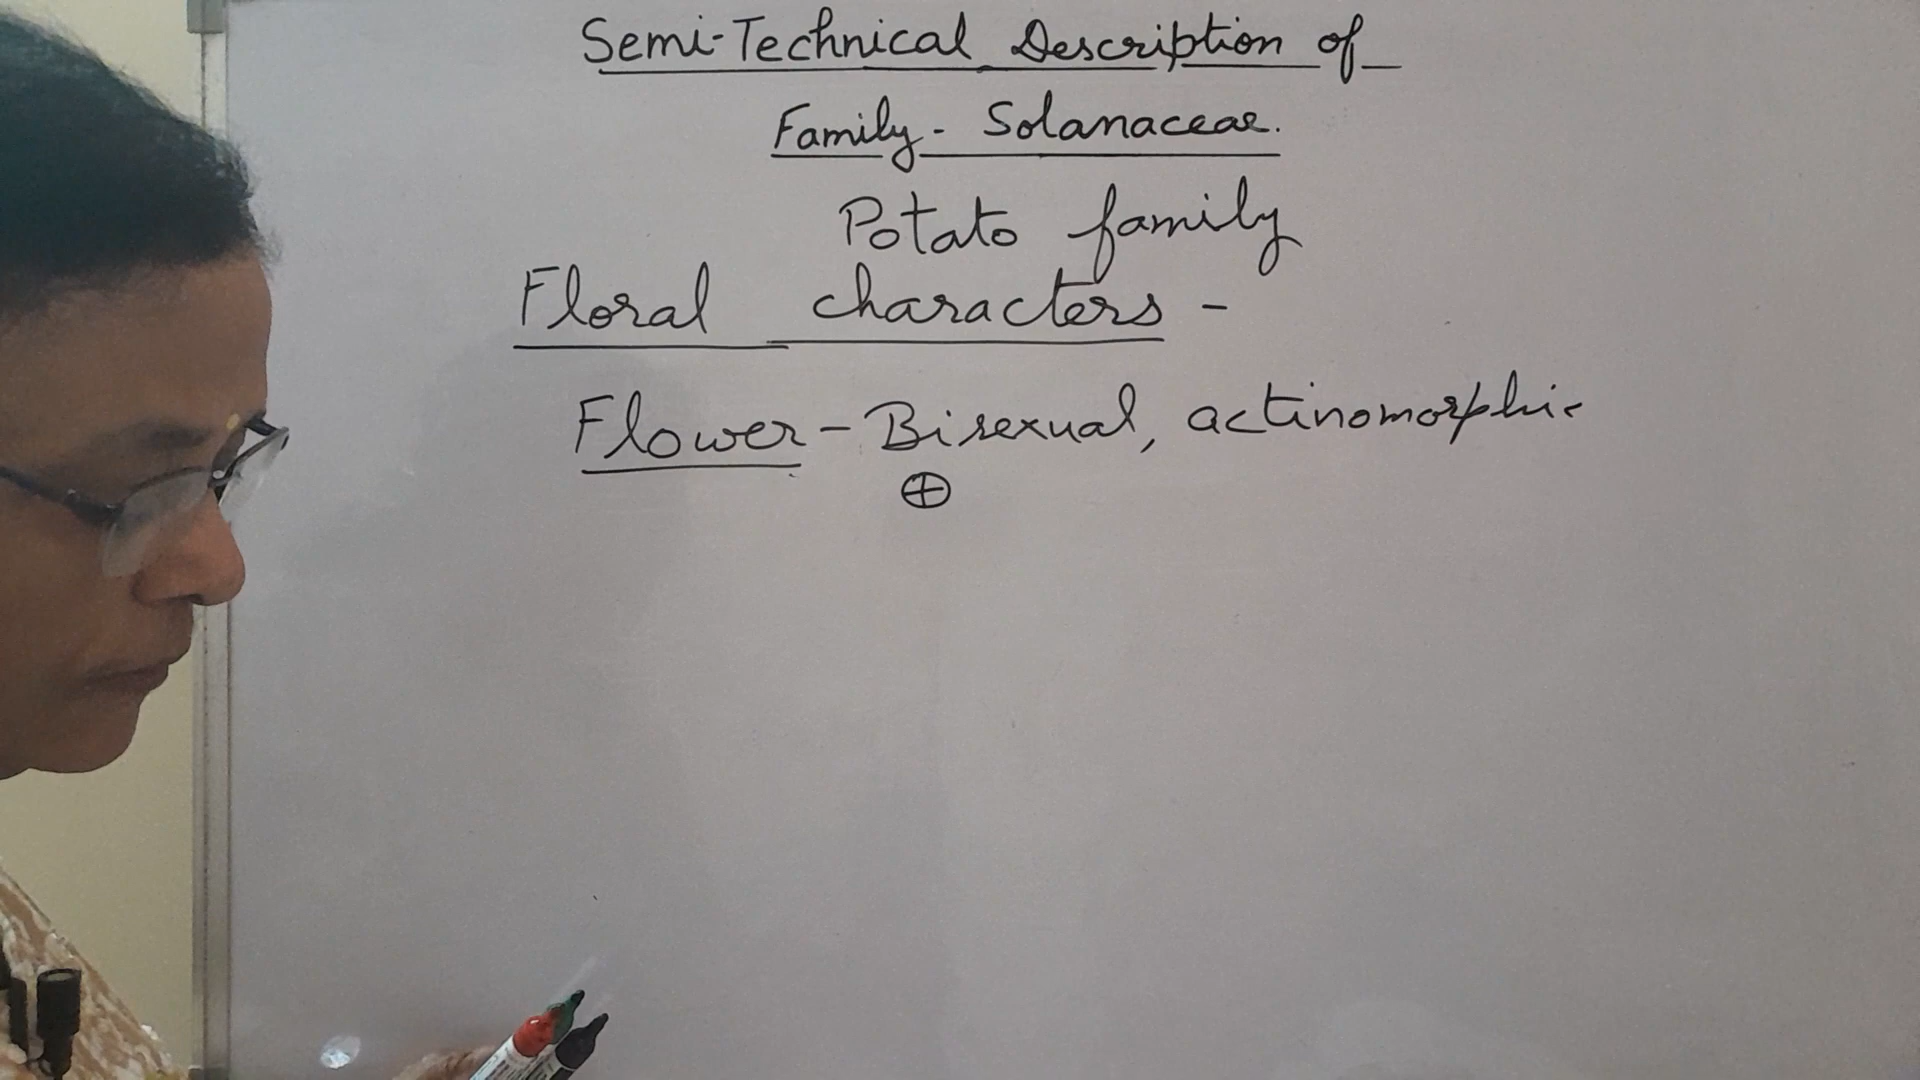 Semi-Technical Description of
Family - Solanaceae.
Potato family
Floral characters -
Flower - Bisexual, actinomorphic
⊕